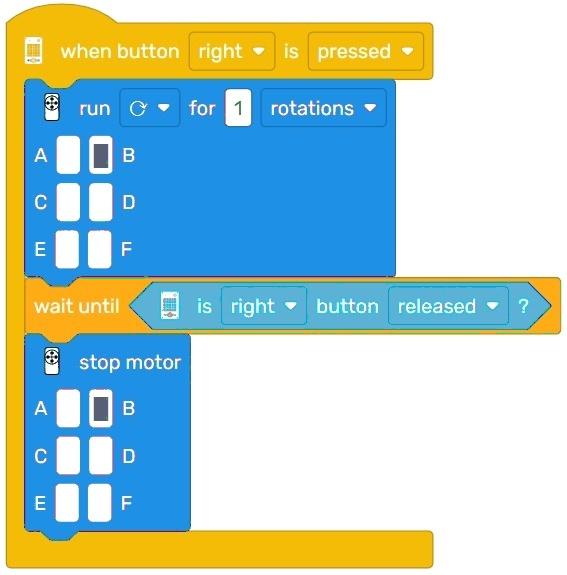 when button right is pressed
run for 1 rotations
A B
C D
E F
wait until is right button released ?
stop motor
A B
C D
E F